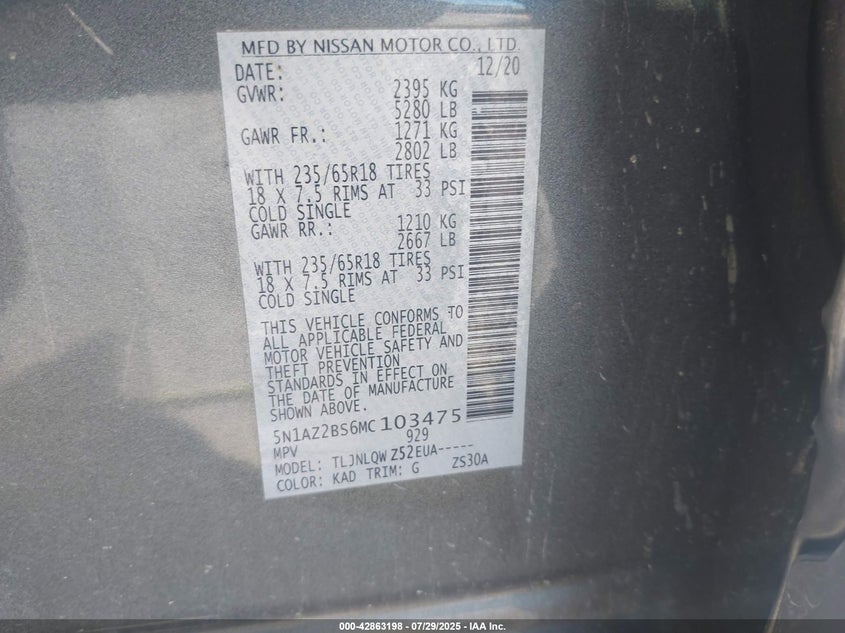 MFD BY NISSAN MOTOR CO., LTD.
DATE: 12/20
GVWR: 2395 KG
5280 LB
GAWR FR.: 1271 KG
2802 LB
WITH 235/65R18 TIRES
18 X 7.5 RIMS AT 33 PSI
COLD SINGLE
GAWR RR.: 1210 KG
2667 LB
WITH 235/65R18 TIRES
18 X 7.5 RIMS AT 33 PSI
COLD SINGLE
THIS VEHICLE CONFORMS TO
ALL APPLICABLE FEDERAL
MOTOR VEHICLE SAFETY AND
THEFT PREVENTION
STANDARDS IN EFFECT ON
THE DATE OF MANUFACTURE
SHOWN ABOVE.
5N1AZ2BS6MC103475
MPV 929
MODEL: TLJNLQW Z52EUA-----
COLOR: KAD TRIM: G ZS30A
000-42863198 - 07/29/2025 - IAA Inc.